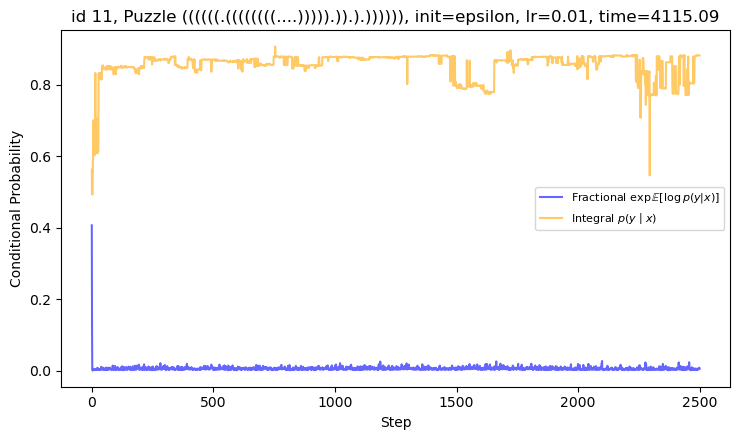 id 11, Puzzle ((((((.((((((((....))))).)).).)))))), init=epsilon, lr=0.01, time=4115.09
Conditional Probability
0.8
0.6
0.4
0.2
0.0
Fractional exp𝔼[log p(y|x)]
Integral p(y | x)
0 500 1000 1500 2000 2500
Step